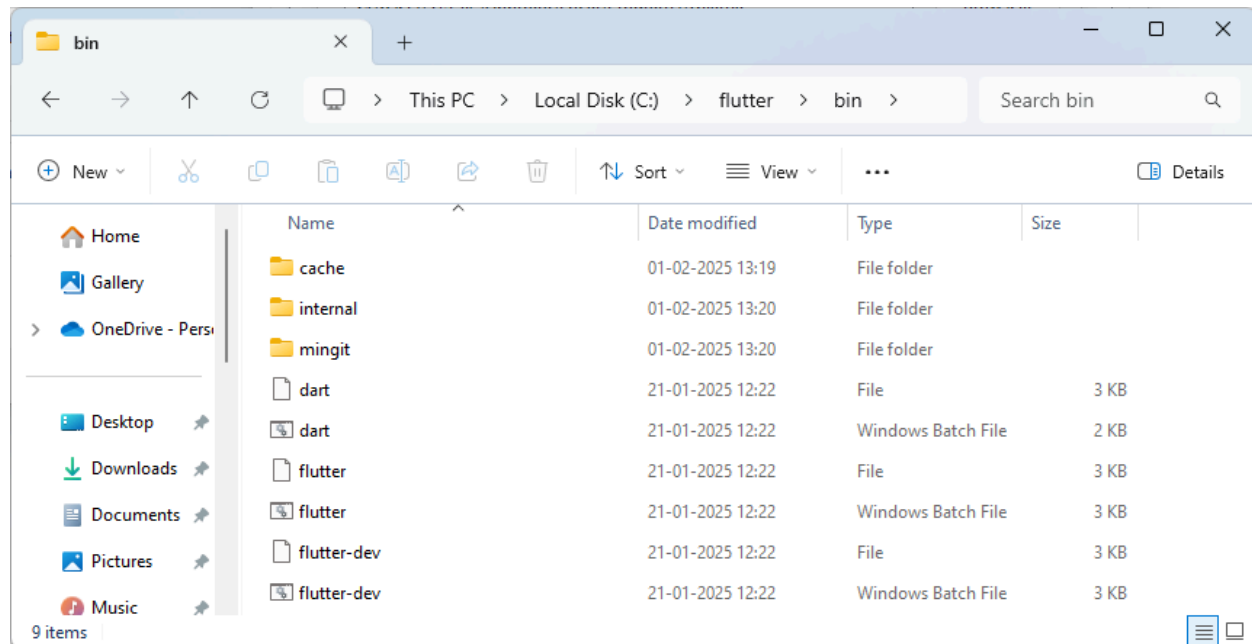 bin
This PC > Local Disk (C:) > flutter > bin >
Search bin
New
Sort
View
Details
Name Date modified Type Size
Home
Gallery
OneDrive - Pers
Desktop
Downloads
Documents
Pictures
Music
cache 01-02-2025 13:19 File folder
internal 01-02-2025 13:20 File folder
mingit 01-02-2025 13:20 File folder
dart 21-01-2025 12:22 File 3 KB
dart 21-01-2025 12:22 Windows Batch File 2 KB
flutter 21-01-2025 12:22 File 3 KB
flutter 21-01-2025 12:22 Windows Batch File 3 KB
flutter-dev 21-01-2025 12:22 File 3 KB
flutter-dev 21-01-2025 12:22 Windows Batch File 3 KB
9 items